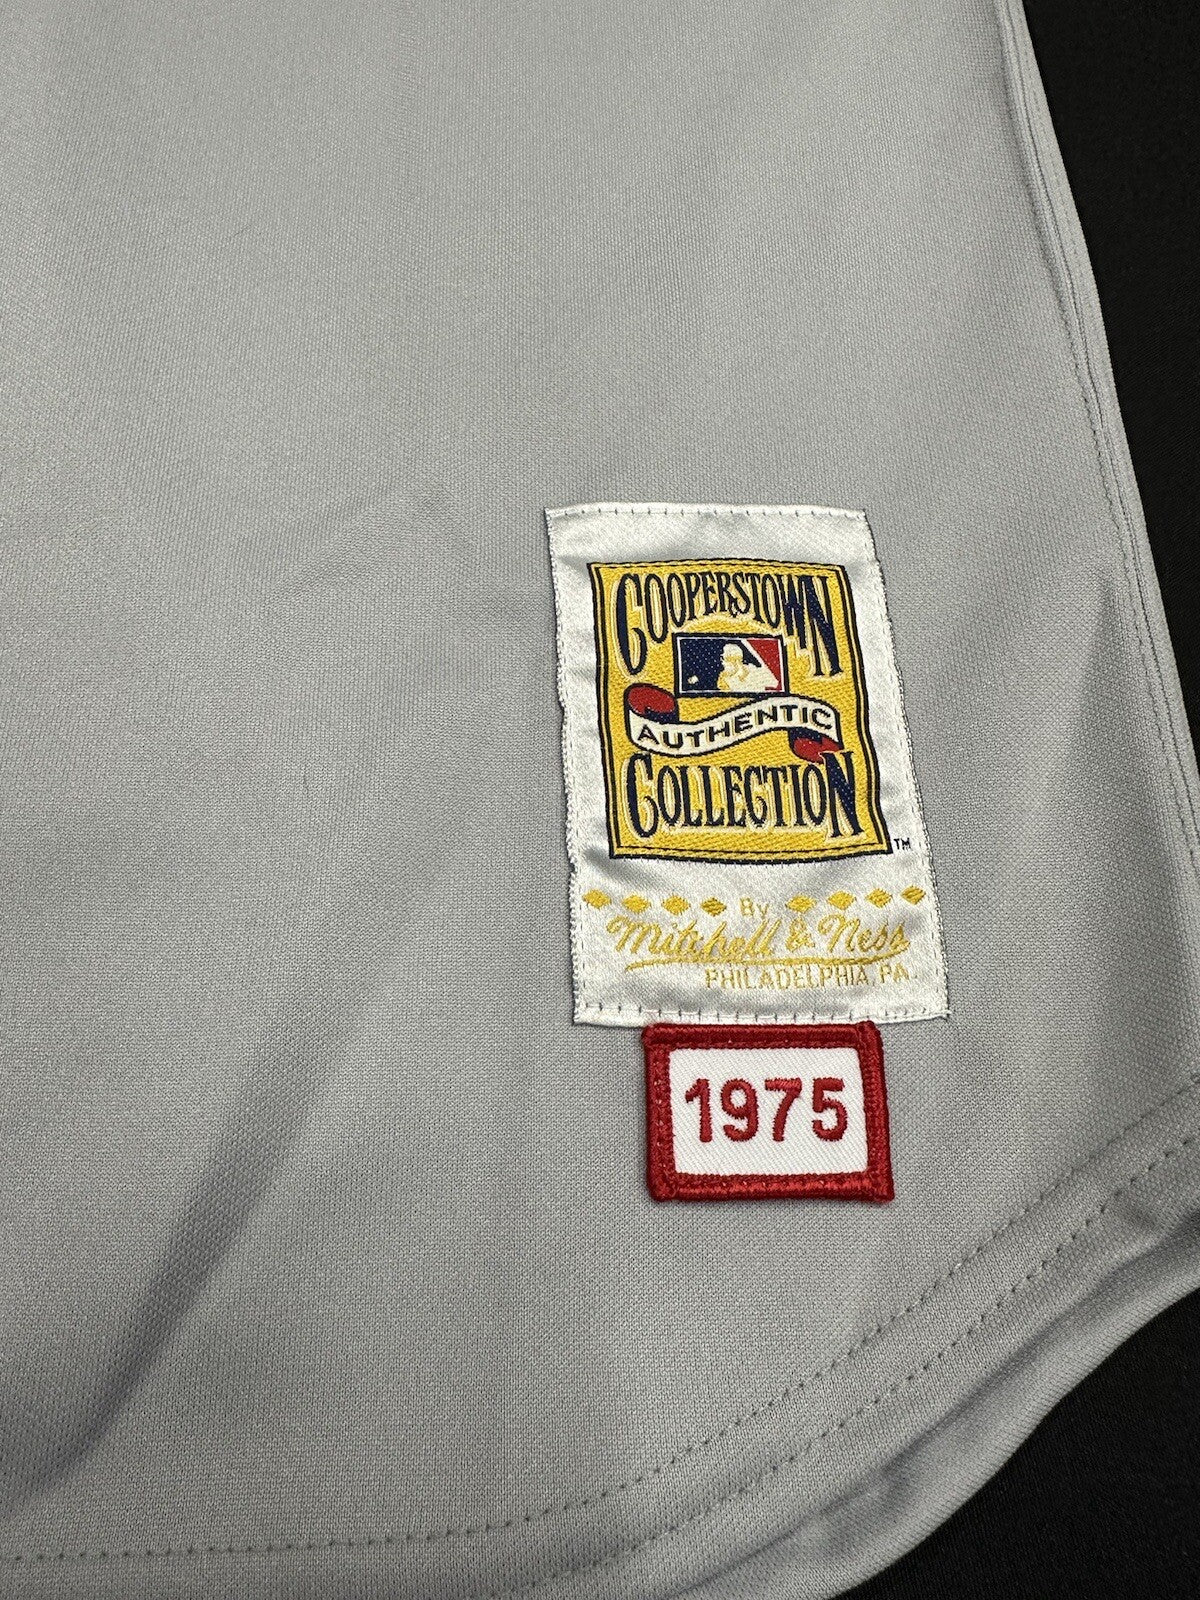 COOPERSTOWN
AUTHENTIC
COLLECTION
TM
By
Mitchell & Ness
PHILADELPHIA, PA.
1975